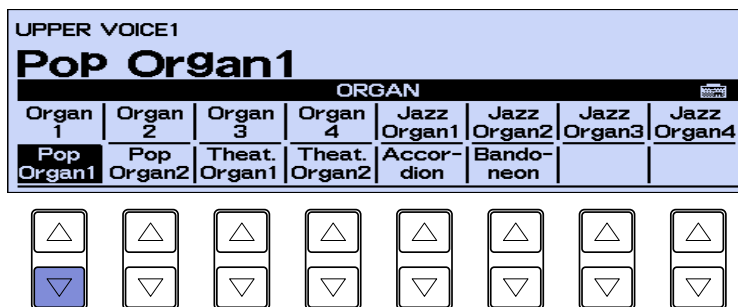 UPPER VOICE1
Pop Organ1
ORGAN
Organ 1 Organ 2 Organ 3 Organ 4 Jazz Organ1 Jazz Organ2 Jazz Organ3 Jazz Organ4
Pop Organ1 Pop Organ2 Theat. Organ1 Theat. Organ2 Accor-dion Bando-neon